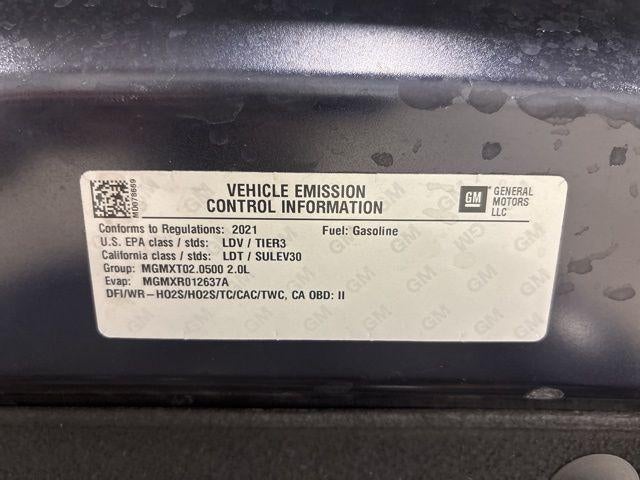 VEHICLE EMISSION
CONTROL INFORMATION
GM GENERAL
MOTORS
LLC
MD078669
Conforms to Regulations: 2021 Fuel: Gasoline
U.S. EPA class / stds: LDV / TIER3
California class / stds: LDT / SULEV30
Group: MGMXT02.0500 2.0L
Evap: MGMXR012637A
DFI/WR-HO2S/HO2S/TC/CAC/TWC, CA OBD: II